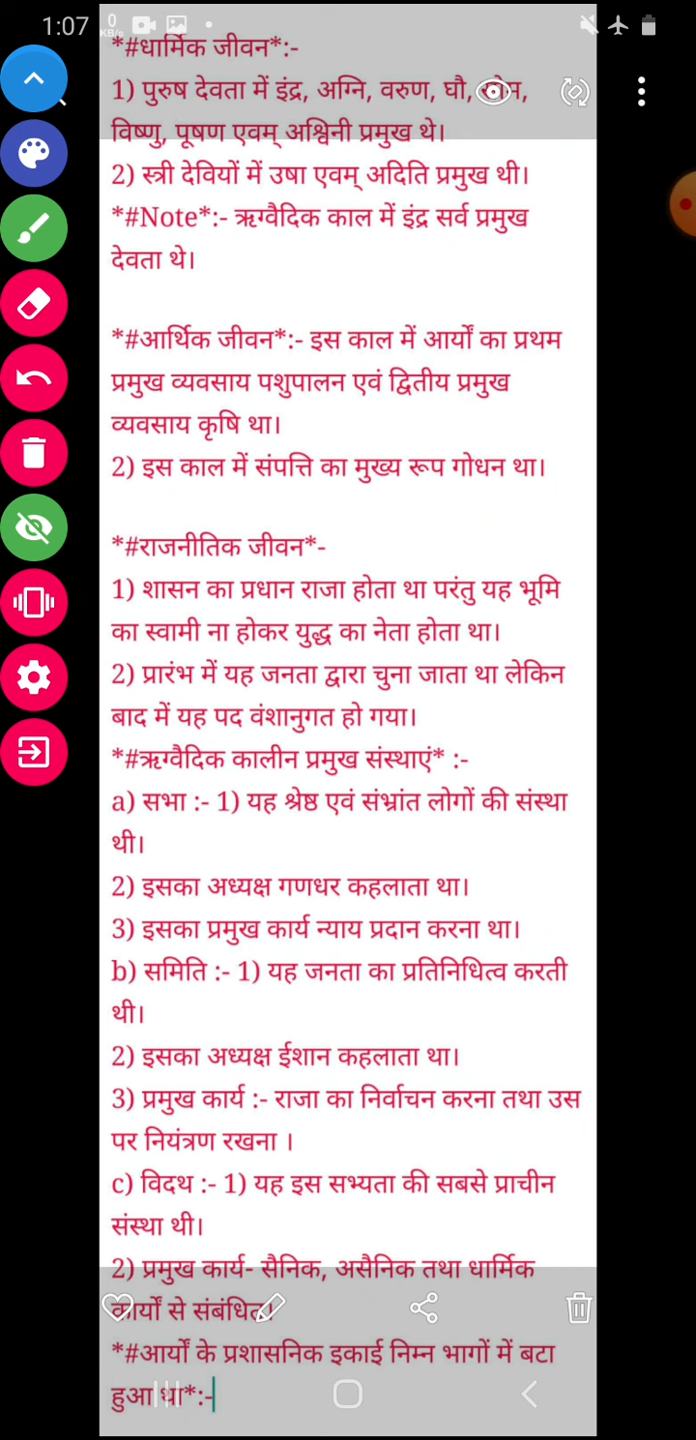 1:07
0
KB/s
*#धार्मिक जीवन*:-
1) पुरुष देवता में इंद्र, अग्नि, वरुण, घौ, सोम,
विष्णु, पूषण एवम् अश्विनी प्रमुख थे।
2) स्त्री देवियों में उषा एवम् अदिति प्रमुख थी।
*#Note*:- ऋग्वैदिक काल में इंद्र सर्व प्रमुख
देवता थे।
*#आर्थिक जीवन*:- इस काल में आर्यों का प्रथम
प्रमुख व्यवसाय पशुपालन एवं द्वितीय प्रमुख
व्यवसाय कृषि था।
2) इस काल में संपत्ति का मुख्य रूप गोधन था।
*#राजनीतिक जीवन*-
1) शासन का प्रधान राजा होता था परंतु यह भूमि
का स्वामी ना होकर युद्ध का नेता होता था।
2) प्रारंभ में यह जनता द्वारा चुना जाता था लेकिन
बाद में यह पद वंशानुगत हो गया।
*#ऋग्वैदिक कालीन प्रमुख संस्थाएं* :-
a) सभा :- 1) यह श्रेष्ठ एवं संभ्रांत लोगों की संस्था
थी।
2) इसका अध्यक्ष गणधर कहलाता था।
3) इसका प्रमुख कार्य न्याय प्रदान करना था।
b) समिति :- 1) यह जनता का प्रतिनिधित्व करती
थी।
2) इसका अध्यक्ष ईशान कहलाता था।
3) प्रमुख कार्य :- राजा का निर्वाचन करना तथा उस
पर नियंत्रण रखना ।
c) विदथ :- 1) यह इस सभ्यता की सबसे प्राचीन
संस्था थी।
2) प्रमुख कार्य- सैनिक, असैनिक तथा धार्मिक
कार्यों से संबंधित।
*#आर्यों के प्रशासनिक इकाई निम्न भागों में बटा
हुआ था*:-